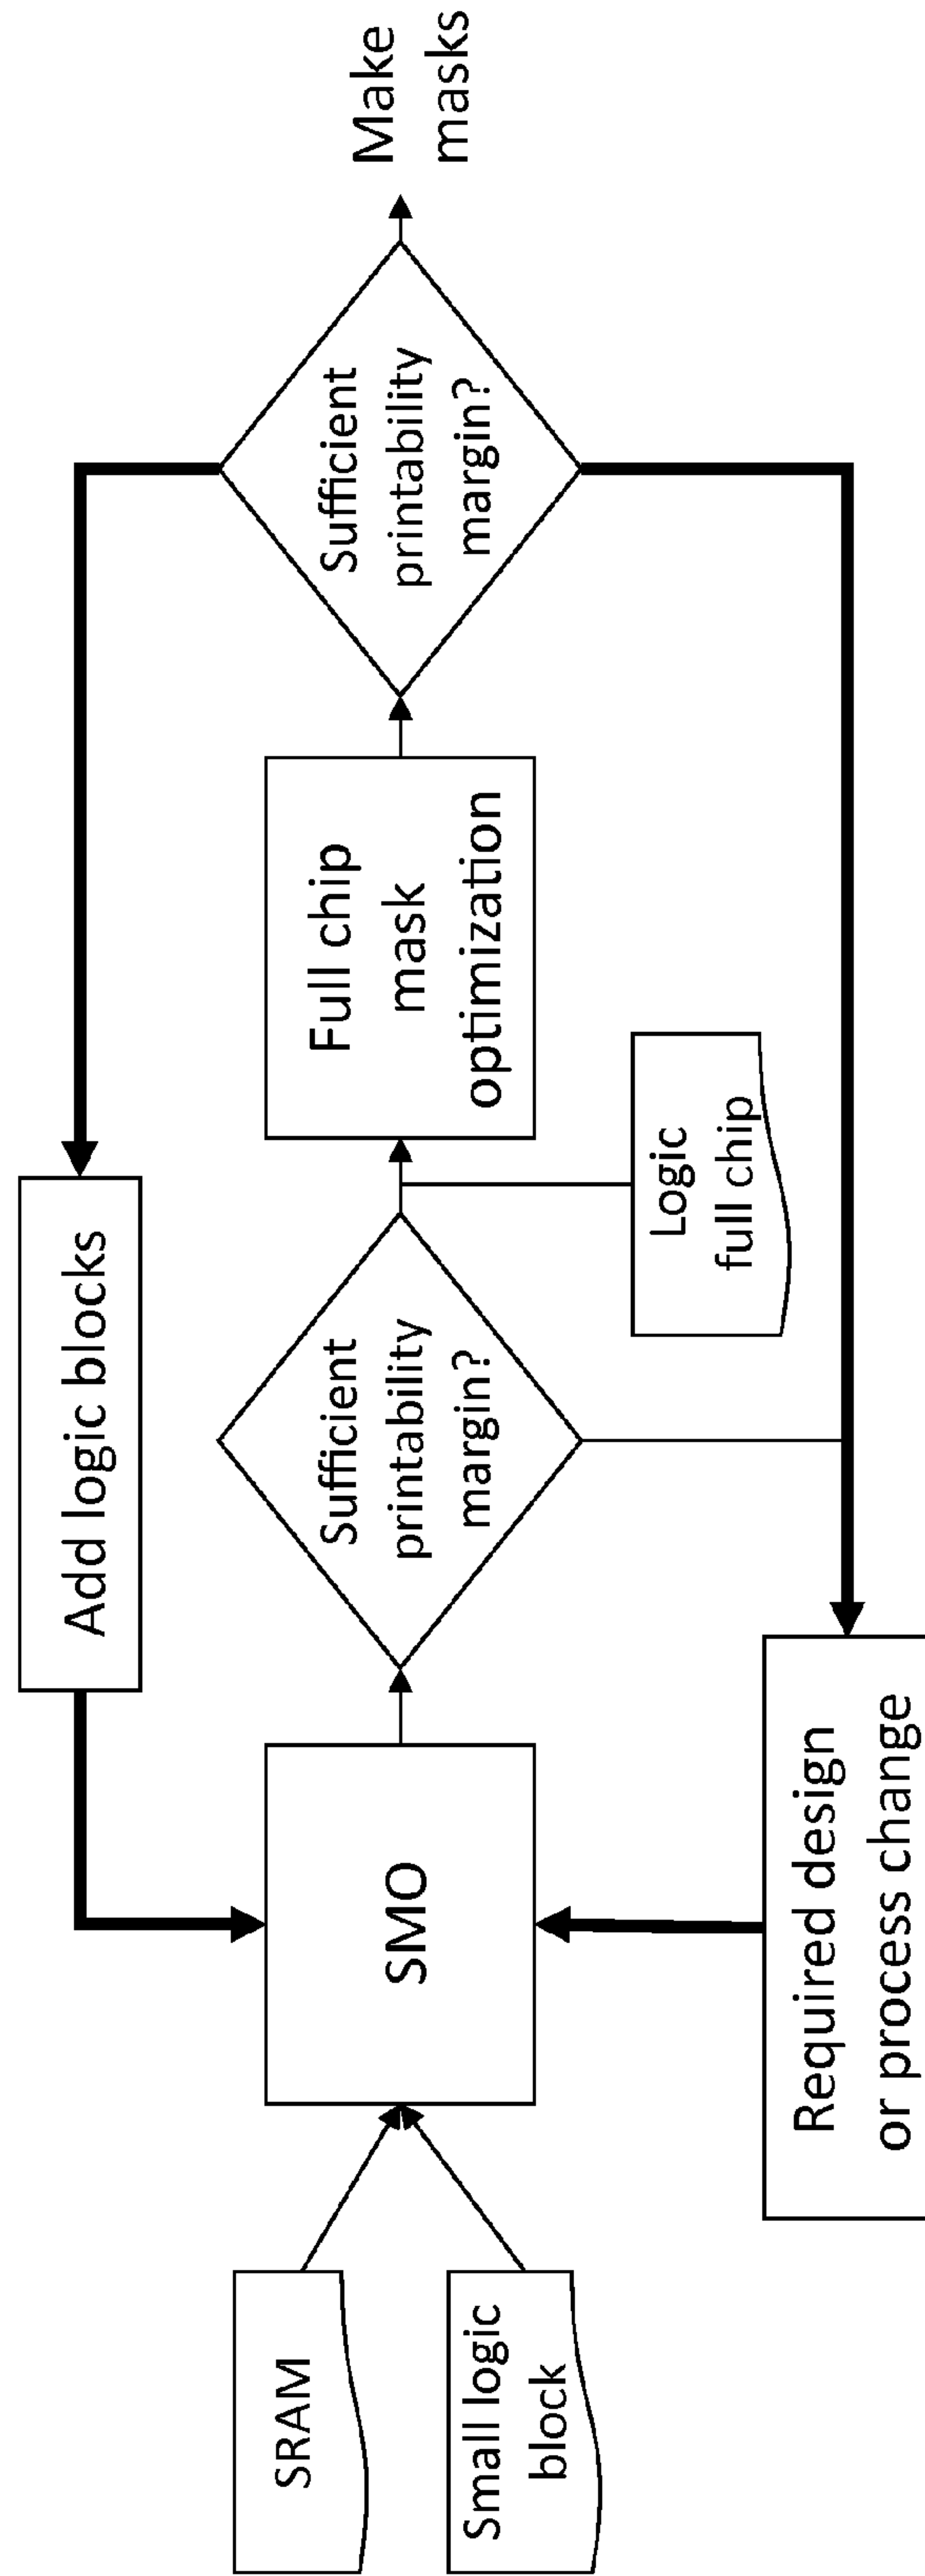 SRAM
Small logic
block
SMO
Add logic blocks
Required design
or process change
Sufficient
printability
margin?
Logic
full chip
Full chip
mask
optimization
Sufficient
printability
margin?
Make
masks